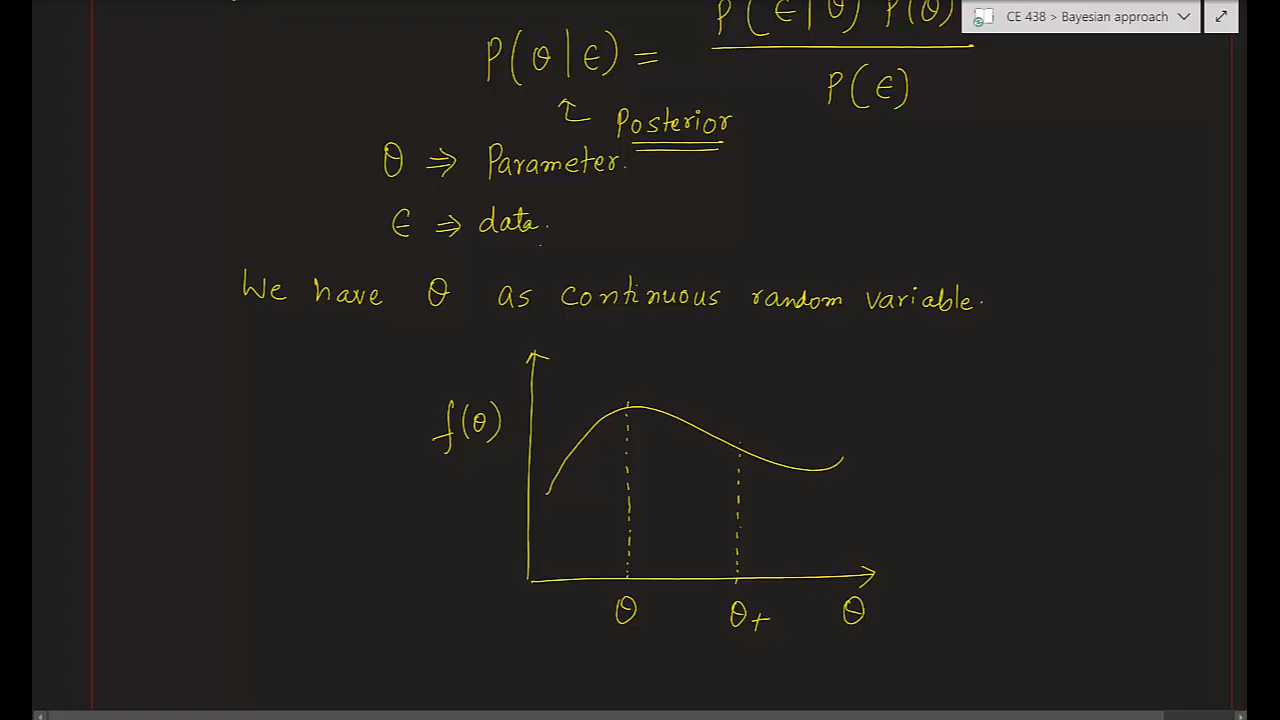 CE 438 > Bayesian approach
P(θ|ϵ) = P(ϵ|θ) P(θ)
P(ϵ)
Posterior
θ ⇒ Parameter.
ϵ ⇒ data.
We have θ as continuous random variable.
f(θ)
θ θ+ θ